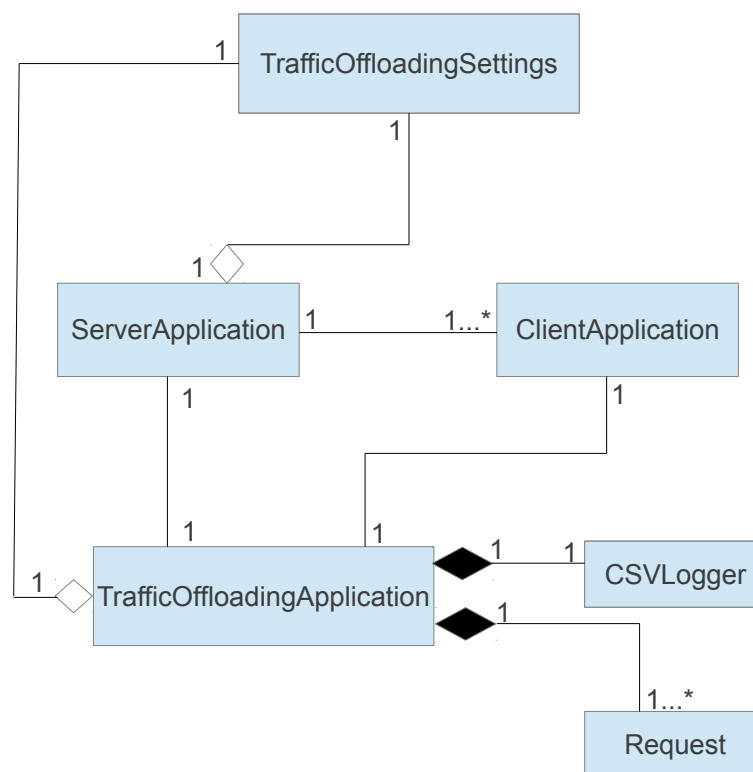 1
TrafficOffloadingSettings
1
1
ServerApplication
1
1...*
ClientApplication
1
1
1
1
1
TrafficOffloadingApplication
1
1
CSVLogger
1
1...*
Request